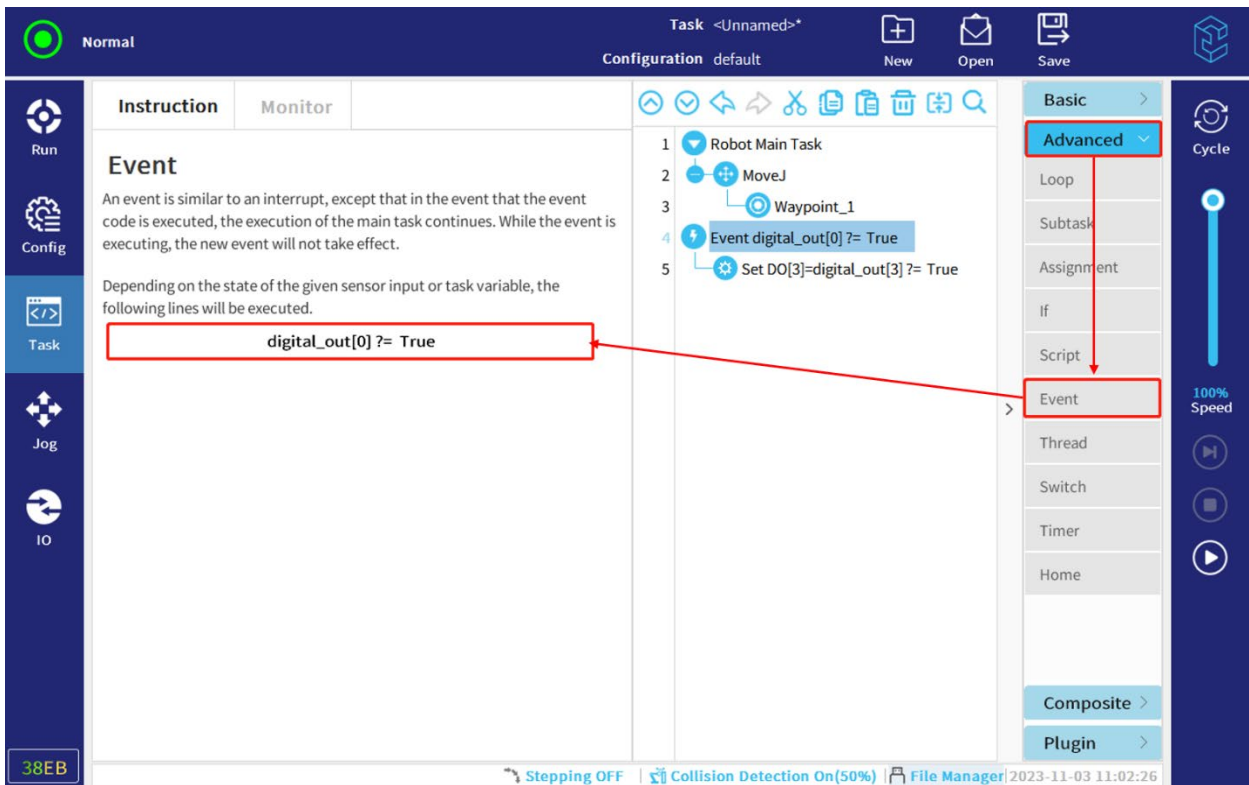 Normal
Task <Unnamed>*
Configuration default
New
Open
Save
Run
Config
Task
Jog
IO
38EB
Instruction
Monitor
Event
An event is similar to an interrupt, except that in the event that the event
code is executed, the execution of the main task continues. While the event is
executing, the new event will not take effect.
Depending on the state of the given sensor input or task variable, the
following lines will be executed.
digital_out[0] ?= True
1 Robot Main Task
2 MoveJ
3 Waypoint_1
4 Event digital_out[0] ?= True
5 Set DO[3]=digital_out[3] ?= True
Basic
Advanced
Loop
Subtask
Assignment
If
Script
Event
Thread
Switch
Timer
Home
Composite
Plugin
Cycle
100%
Speed
Stepping OFF
Collision Detection On(50%)
File Manager
2023-11-03 11:02:26